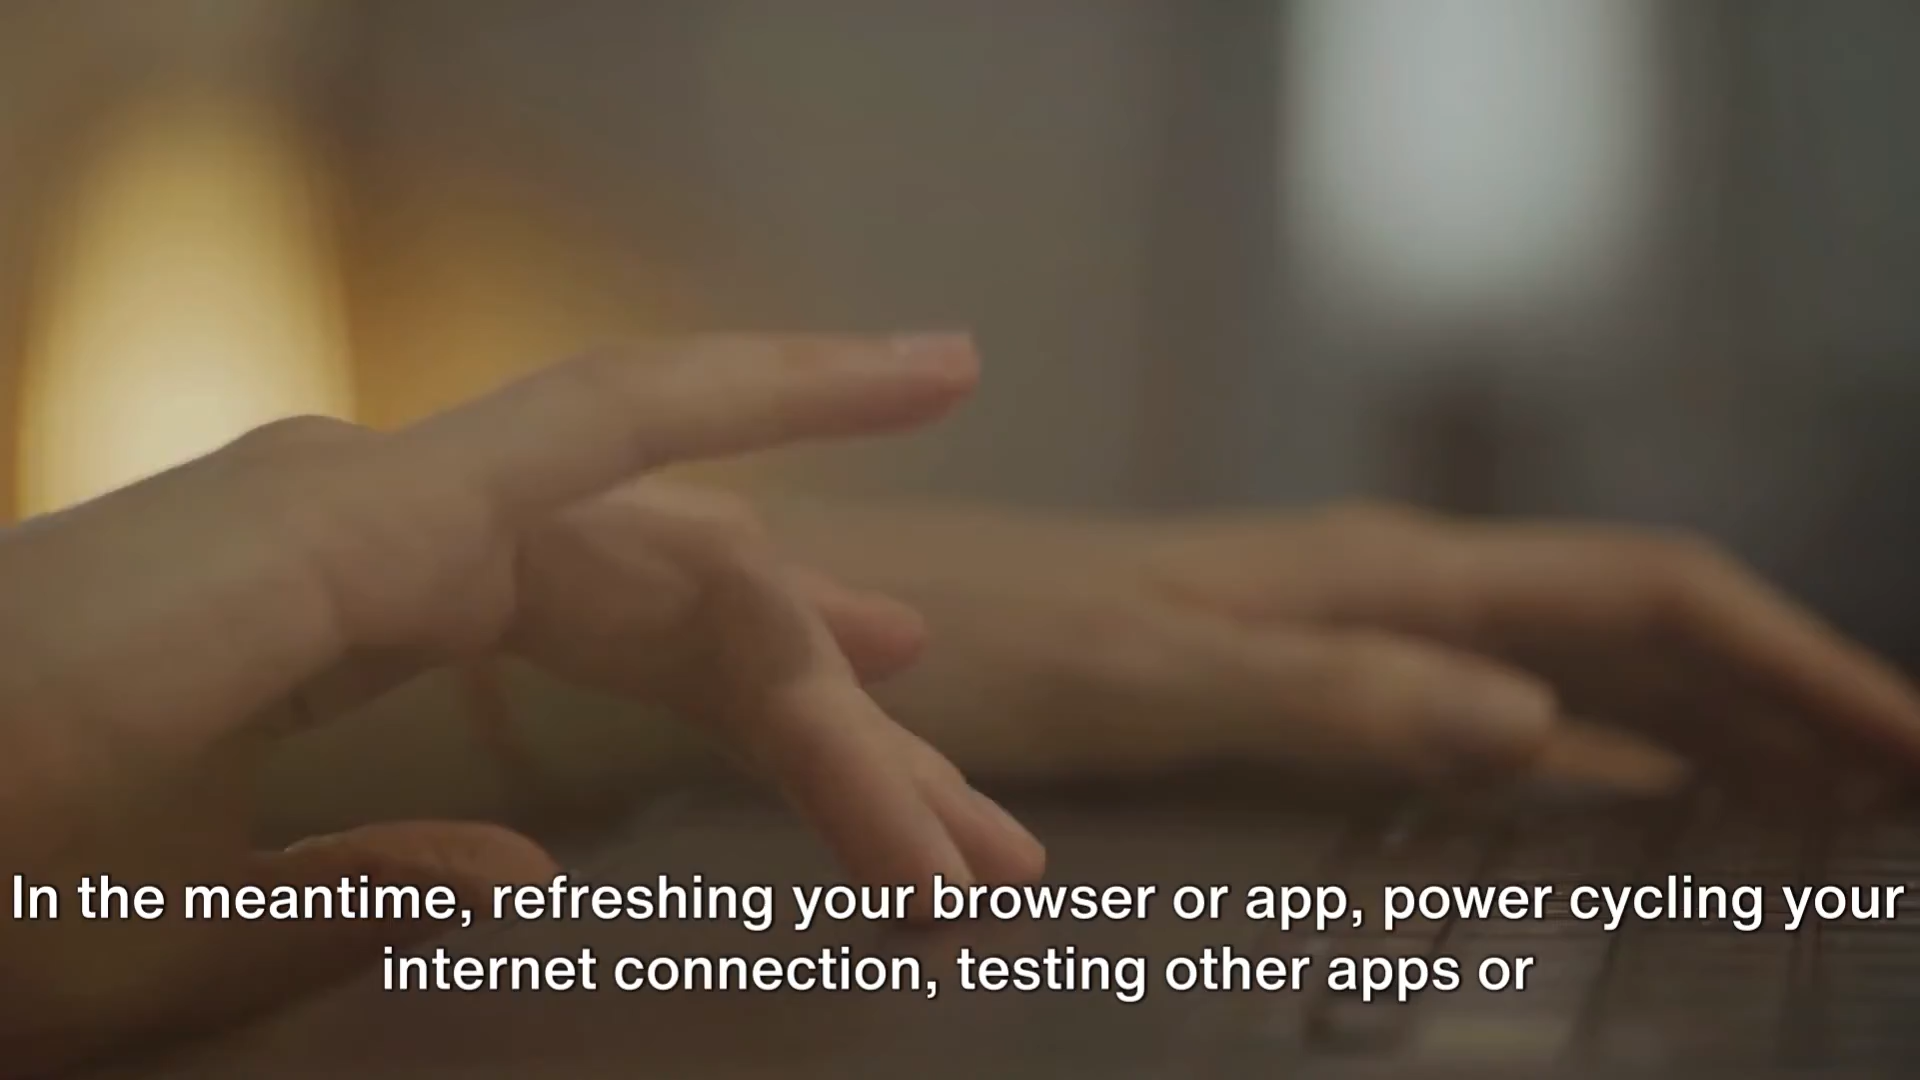 In the meantime, refreshing your browser or app, power cycling your
internet connection, testing other apps or